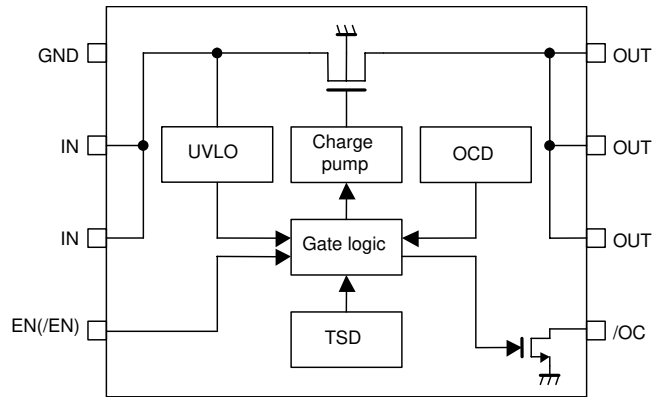 GND
OUT
IN
UVLO
Charge
pump
OCD
OUT
IN
Gate logic
OUT
EN(/EN)
TSD
/OC